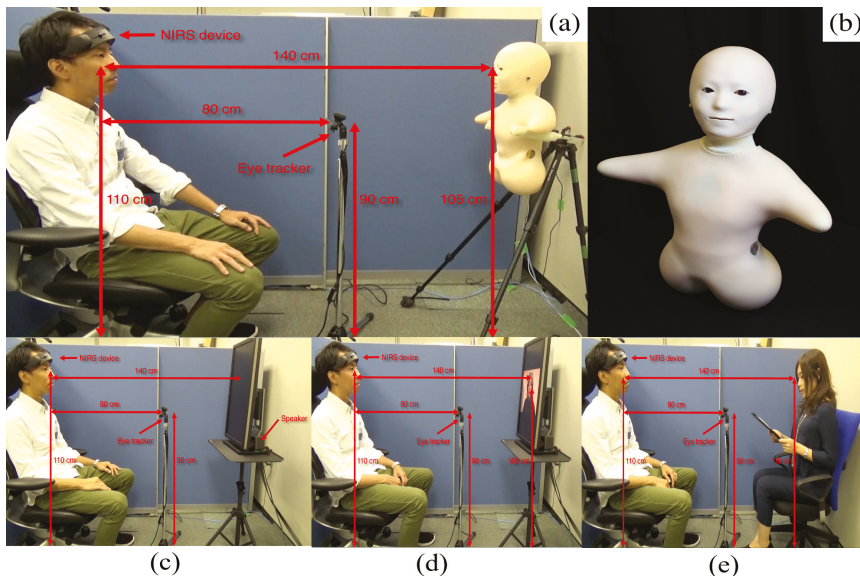 (a)
NIRS device
140 cm
80 cm
Eye tracker
110 cm
90 cm
105 cm
(b)
NIRS device
140 cm
80 cm
Speaker
Eye tracker
110 cm
90 cm
(c)
NIRS device
140 cm
80 cm
Eye tracker
110 cm
90 cm
(d)
NIRS device
140 cm
80 cm
Eye tracker
110 cm
90 cm
(e)